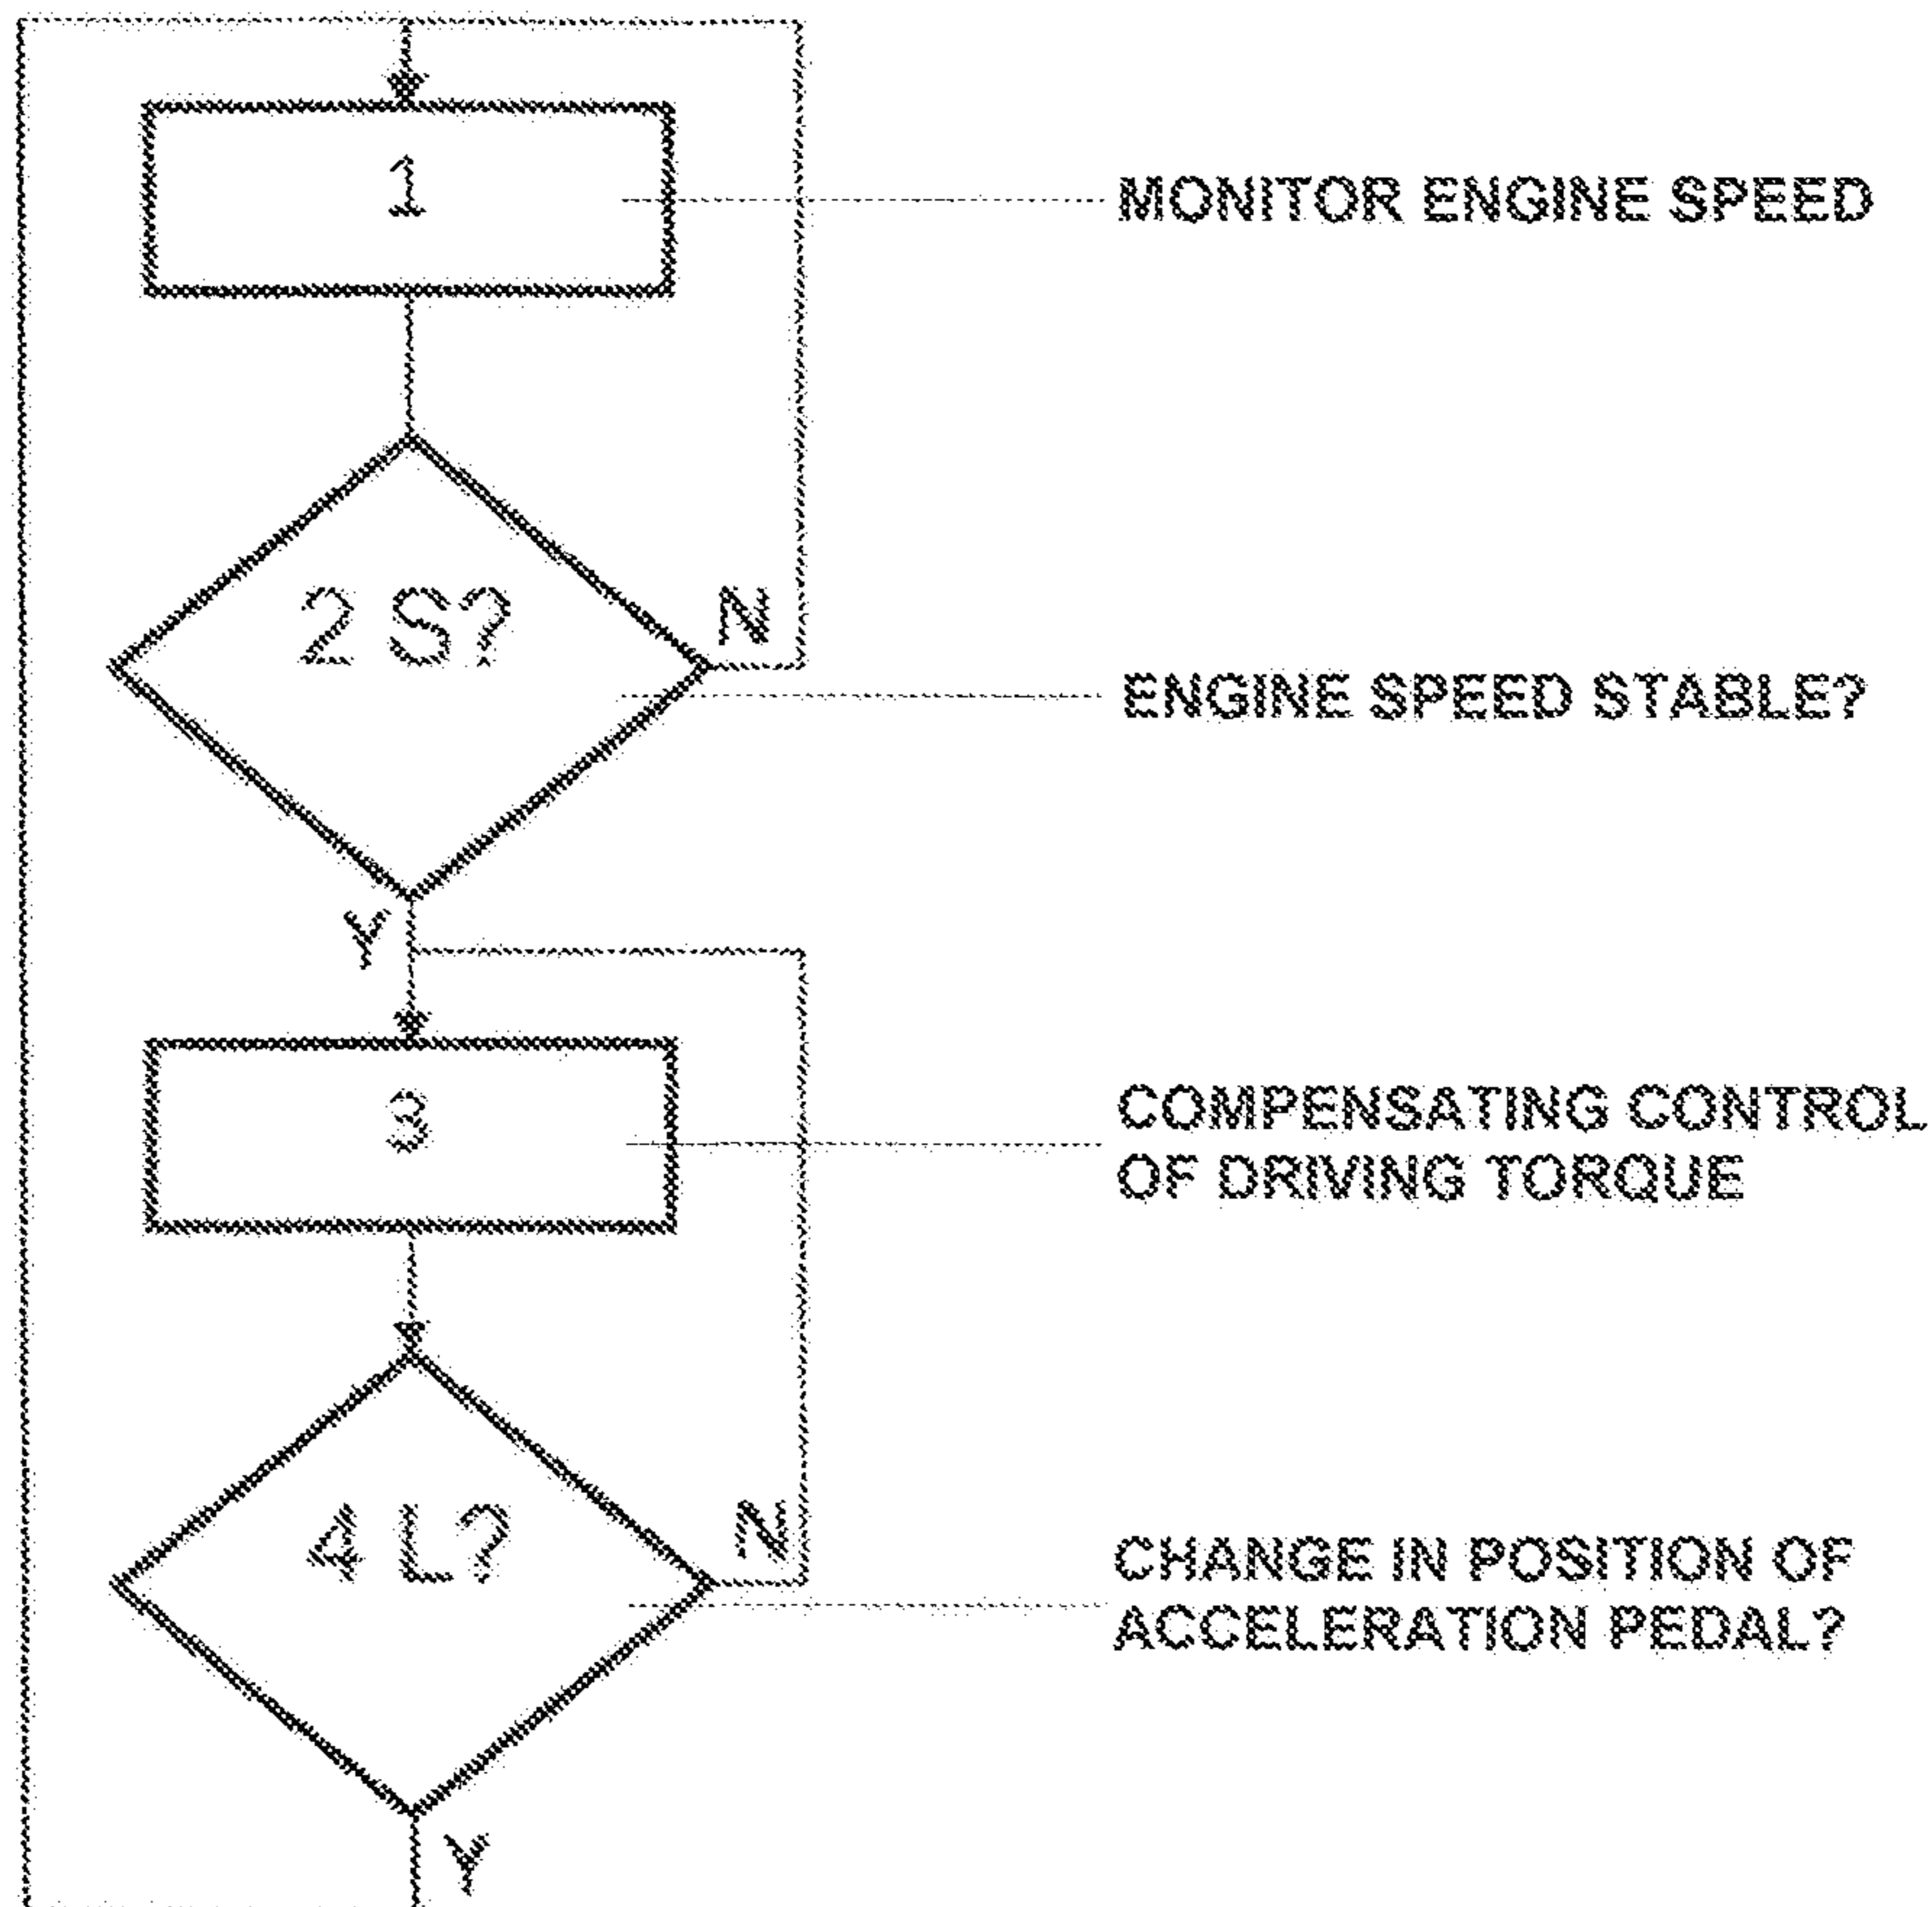 1
MONITOR ENGINE SPEED
2 S?
N
ENGINE SPEED STABLE?
Y
3
COMPENSATING CONTROL
OF DRIVING TORQUE
4 L?
N
CHANGE IN POSITION OF
ACCELERATION PEDAL?
Y